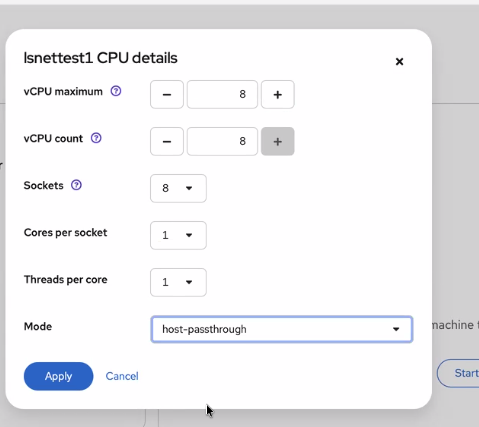 lsnettest1 CPU details
vCPU maximum
8
vCPU count
8
Sockets
8
Cores per socket
1
Threads per core
1
Mode
host-passthrough
machine t
Apply
Cancel
Start